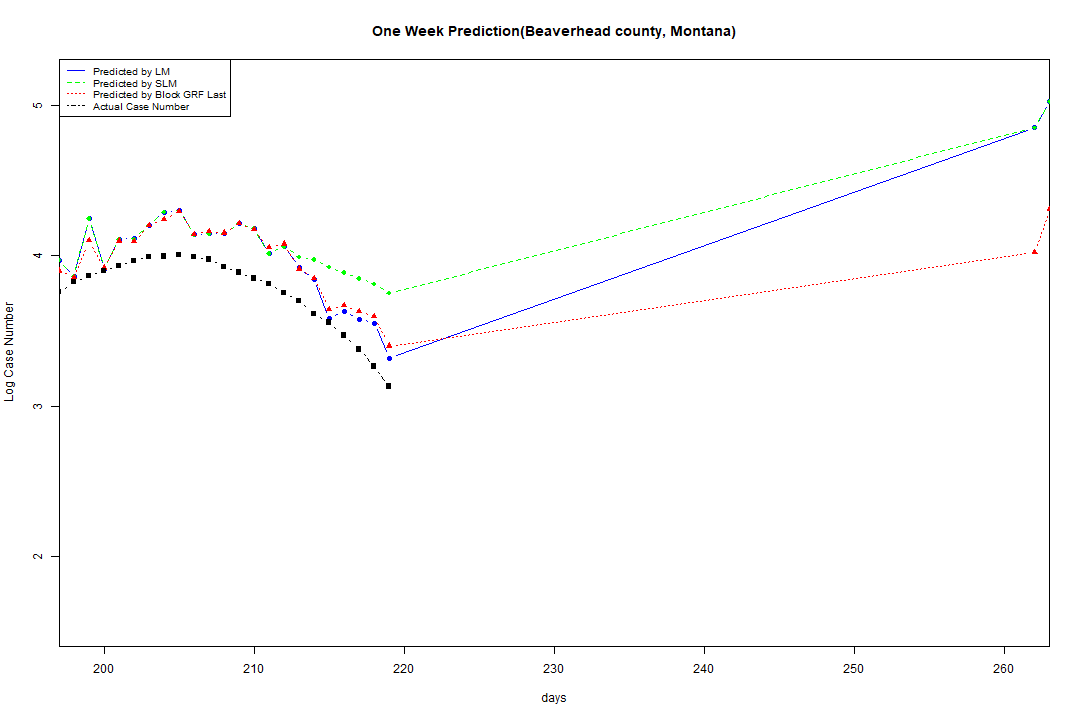 One Week Prediction(Beaverhead county, Montana)
Predicted by LM
Predicted by SLM
Predicted by Block GRF Last
Actual Case Number
5
4
3
2
Log Case Number
200 210 220 230 240 250 260
days